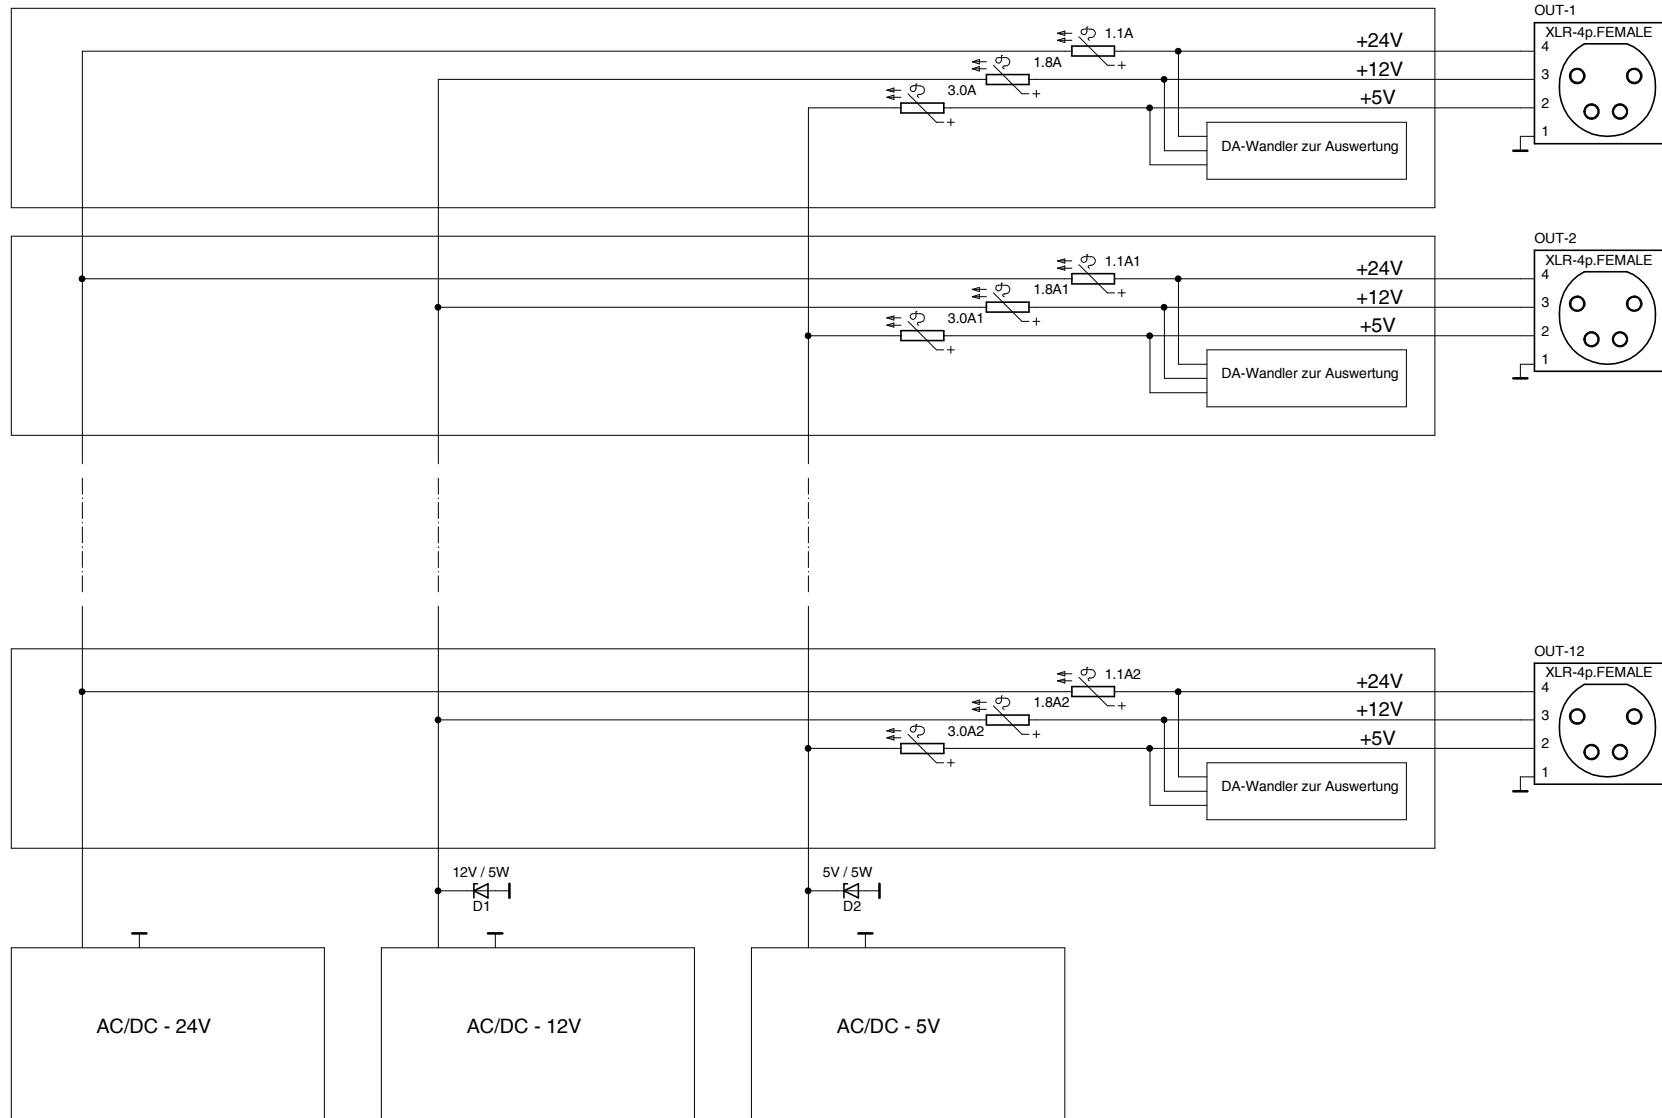 OUT-1
XLR-4p.FEMALE
1.1A
+24V
4
1.8A
+12V
3
3.0A
+5V
2
+
+
+
1
DA-Wandler zur Auswertung
OUT-2
XLR-4p.FEMALE
1.1A1
+24V
4
1.8A1
+12V
3
3.0A1
+5V
2
+
+
+
1
DA-Wandler zur Auswertung
OUT-12
XLR-4p.FEMALE
1.1A2
+24V
4
1.8A2
+12V
3
3.0A2
+5V
2
+
+
+
1
DA-Wandler zur Auswertung
12V / 5W
D1
5V / 5W
D2
AC/DC - 24V
AC/DC - 12V
AC/DC - 5V